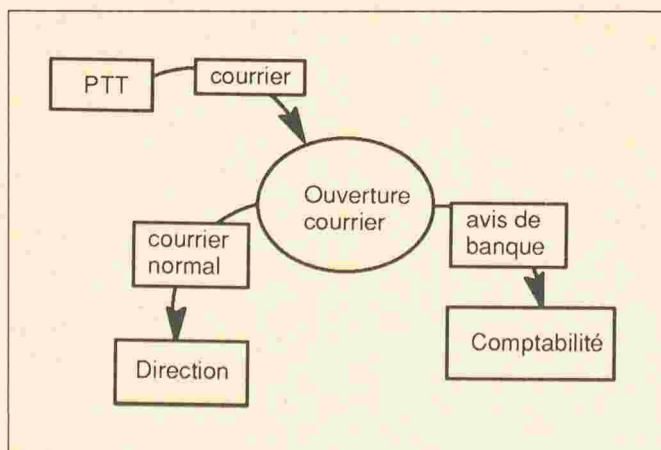 PTT
courrier
Ouverture
courrier
courrier
normal
avis de
banque
Direction
Comptabilité